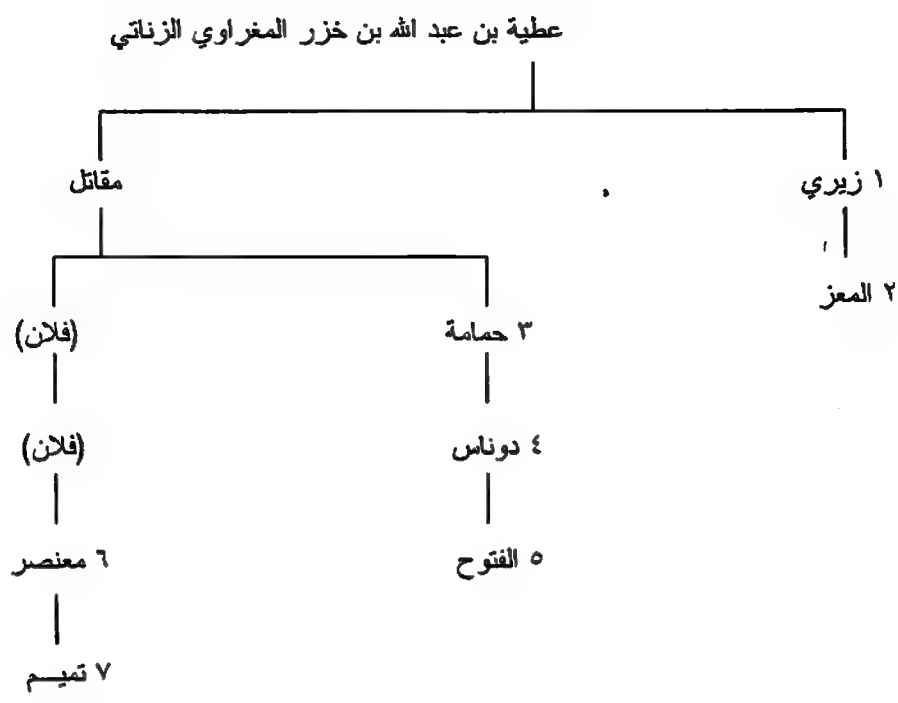 عطية بن عبد الله بن خزر المغراوي الزناتي
١ زيري
مقاتل
٢ المعز
٣ حمامة
(فلان)
٤ دوناس
(فلان)
٥ الفتوح
٦ معنصر
٧ تميـم